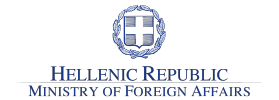 HELLENIC REPUBLIC
MINISTRY OF FOREIGN AFFAIRS